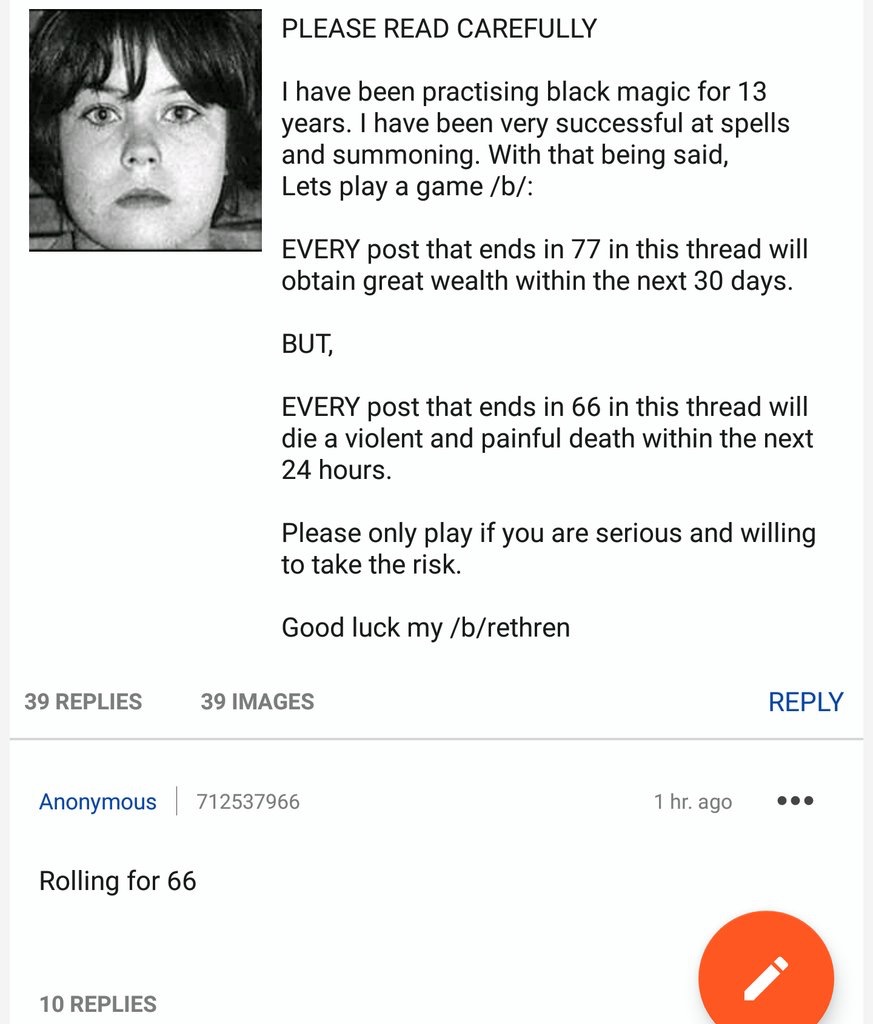 PLEASE READ CAREFULLY
I have been practising black magic for 13
years. I have been very successful at spells
and summoning. With that being said,
Lets play a game /b/:
EVERY post that ends in 77 in this thread will
obtain great wealth within the next 30 days.
BUT,
EVERY post that ends in 66 in this thread will
die a violent and painful death within the next
24 hours.
Please only play if you are serious and willing
to take the risk.
Good luck my /b/rethren
39 REPLIES 39 IMAGES REPLY
Anonymous 712537966 1 hr. ago
Rolling for 66
10 REPLIES